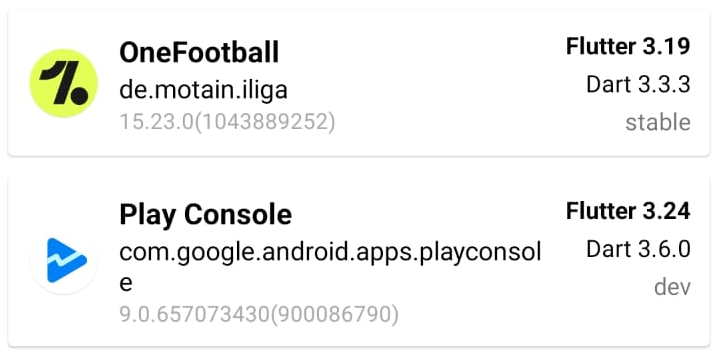 OneFootball
de.motain.iliga
15.23.0(1043889252)
Flutter 3.19
Dart 3.3.3
stable
Play Console
com.google.android.apps.playconsol
e
9.0.657073430(900086790)
Flutter 3.24
Dart 3.6.0
dev